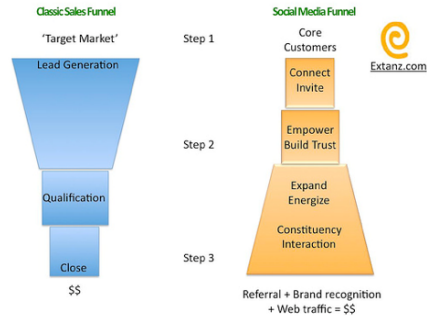 Classic Sales Funnel
Social Media Funnel
'Target Market'
Step 1
Core
Customers
Extanz.com
Lead Generation
Connect
Invite
Step 2
Empower
Build Trust
Qualification
Expand
Energize
Constituency
Interaction
Step 3
Close
$$
Referral + Brand recognition
+ Web traffic = $$